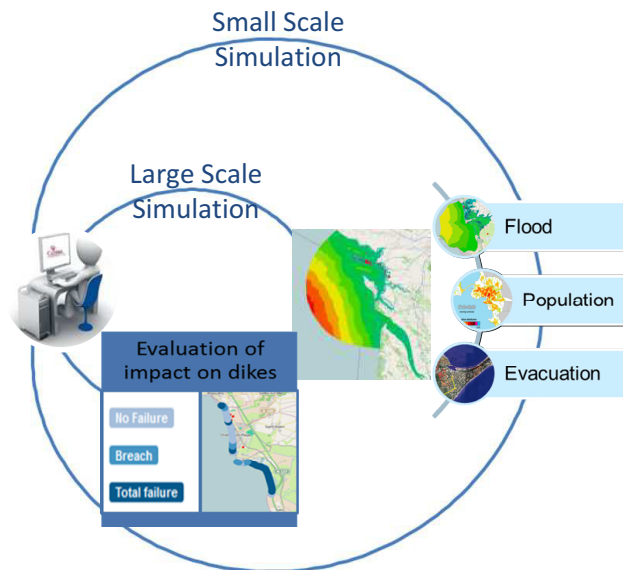 Small Scale
Simulation
Large Scale
Simulation
Flood
Population
Evacuation
Evaluation of
impact on dikes
No Failure
Breach
Total failure